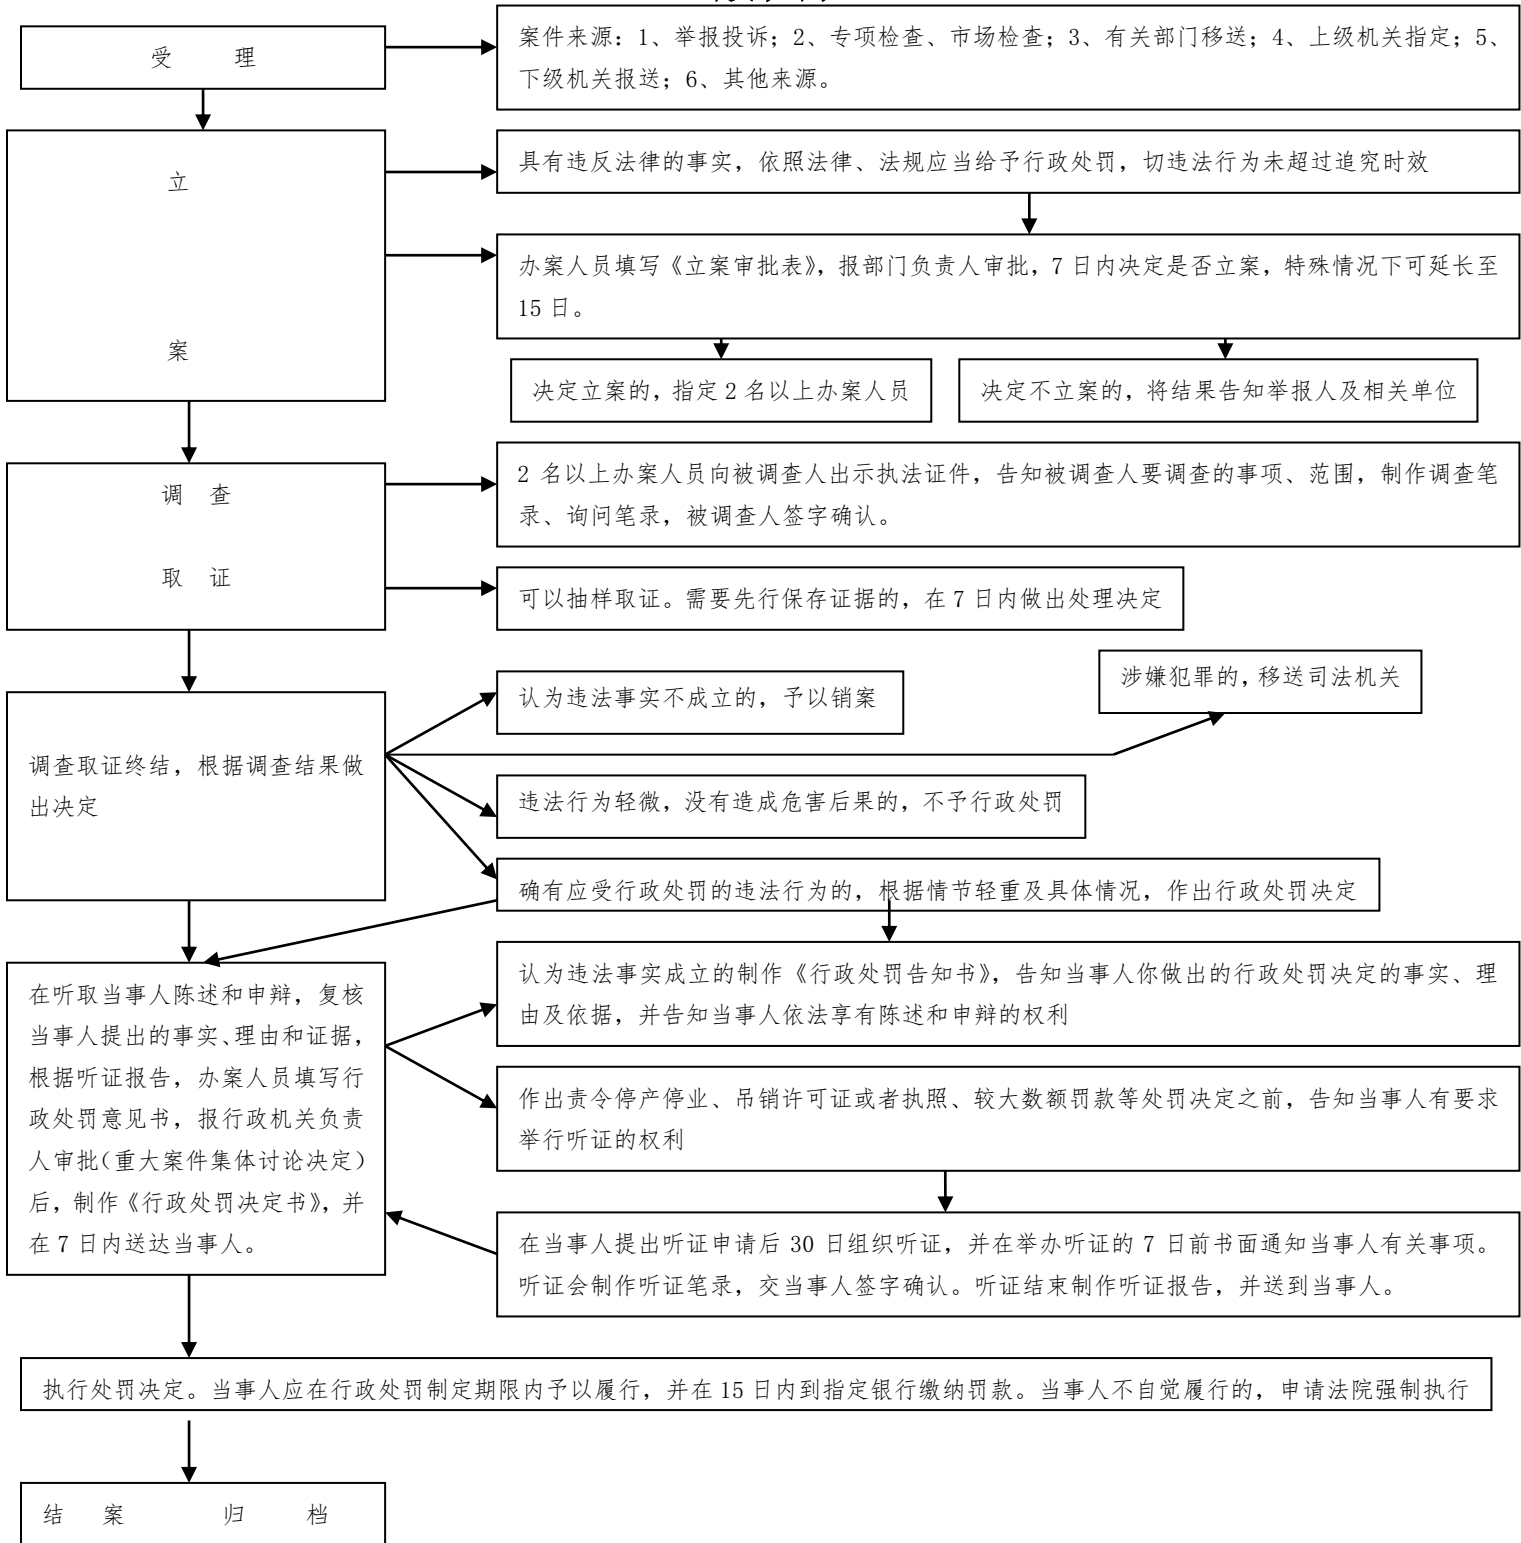 受 理
案件来源：1、举报投诉；2、专项检查、市场检查；3、有关部门移送；4、上级机关指定；5、
下级机关报送；6、其他来源。
立
案
具有违反法律的事实，依照法律、法规应当给予行政处罚，切违法行为未超过追究时效
办案人员填写《立案审批表》，报部门负责人审批，7 日内决定是否立案，特殊情况下可延长至
15 日。
决定立案的，指定 2 名以上办案人员
决定不立案的，将结果告知举报人及相关单位
调 查
取 证
2 名以上办案人员向被调查人出示执法证件，告知被调查人要调查的事项、范围，制作调查笔
录、询问笔录，被调查人签字确认。
可以抽样取证。需要先行保存证据的，在 7 日内做出处理决定
调查取证终结，根据调查结果做
出决定
认为违法事实不成立的，予以销案
涉嫌犯罪的，移送司法机关
违法行为轻微，没有造成危害后果的，不予行政处罚
确有应受行政处罚的违法行为的，根据情节轻重及具体情况，作出行政处罚决定
在听取当事人陈述和申辩，复核
当事人提出的事实、理由和证据，
根据听证报告，办案人员填写行
政处罚意见书，报行政机关负责
人审批（重大案件集体讨论决定）
后，制作《行政处罚决定书》，并
在 7 日内送达当事人。
认为违法事实成立的制作《行政处罚告知书》，告知当事人你做出的行政处罚决定的事实、理
由及依据，并告知当事人依法享有陈述和申辩的权利
作出责令停产停业、吊销许可证或者执照、较大数额罚款等处罚决定之前，告知当事人有要求
举行听证的权利
在当事人提出听证申请后 30 日组织听证，并在举办听证的 7 日前书面通知当事人有关事项。
听证会制作听证笔录，交当事人签字确认。听证结束制作听证报告，并送到当事人。
执行处罚决定。当事人应在行政处罚制定期限内予以履行，并在 15 日内到指定银行缴纳罚款。当事人不自觉履行的，申请法院强制执行
结 案 归 档